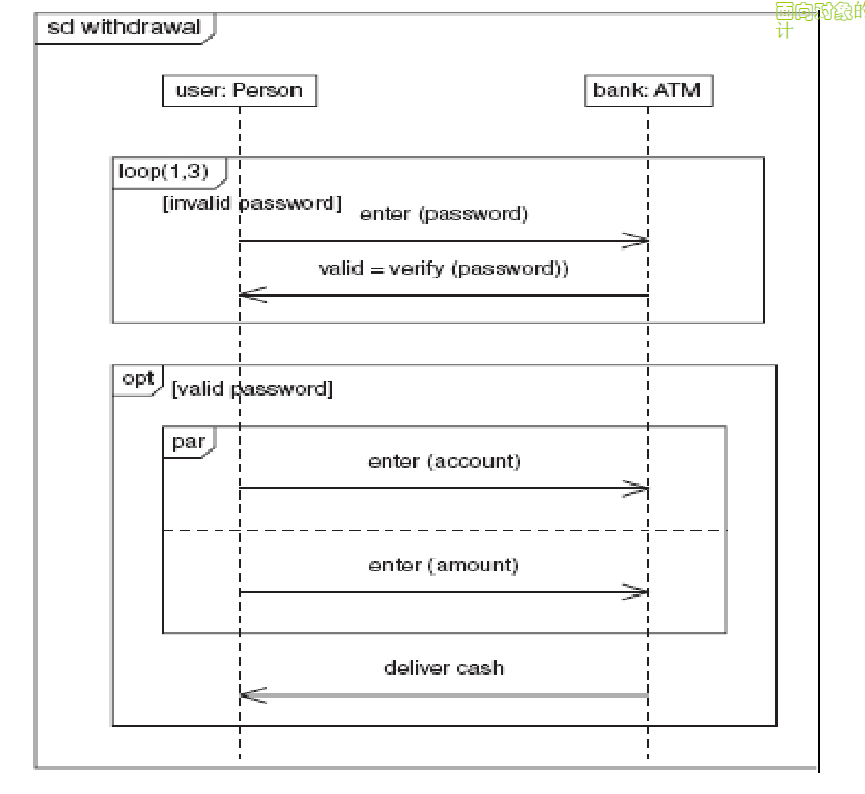 面向对象的
计
sd withdrawal
user: Person
bank: ATM
loop(1,3)
[invalid password]
enter (password)
valid = verify (password))
opt
[valid password]
par
enter (account)
enter (amount)
deliver cash